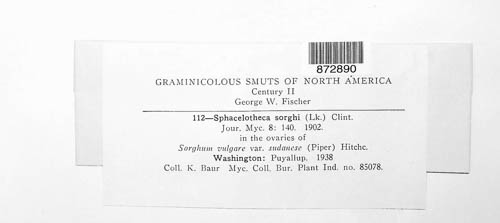 872890
GRAMINICOLOUS SMUTS OF NORTH AMERICA
Century II
George W. Fischer
112—Sphacelotheca sorghi (Lk.) Clint.
Jour. Myc. 8: 140. 1902.
in the ovaries of
Sorghum vulgare var. sudanese (Piper) Hitchc.
Washington: Puyallup. 1938
Coll. K. Baur Myc. Coll. Bur. Plant Ind. no. 85078.